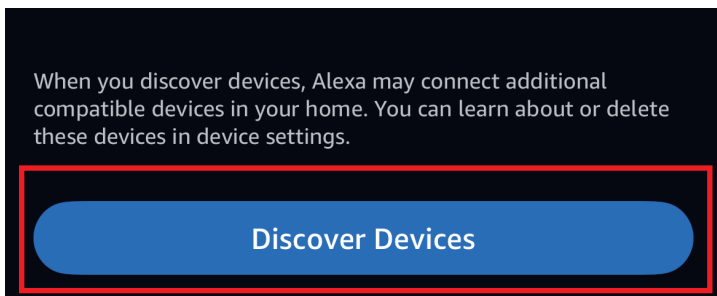 When you discover devices, Alexa may connect additional
compatible devices in your home. You can learn about or delete
these devices in device settings.
Discover Devices